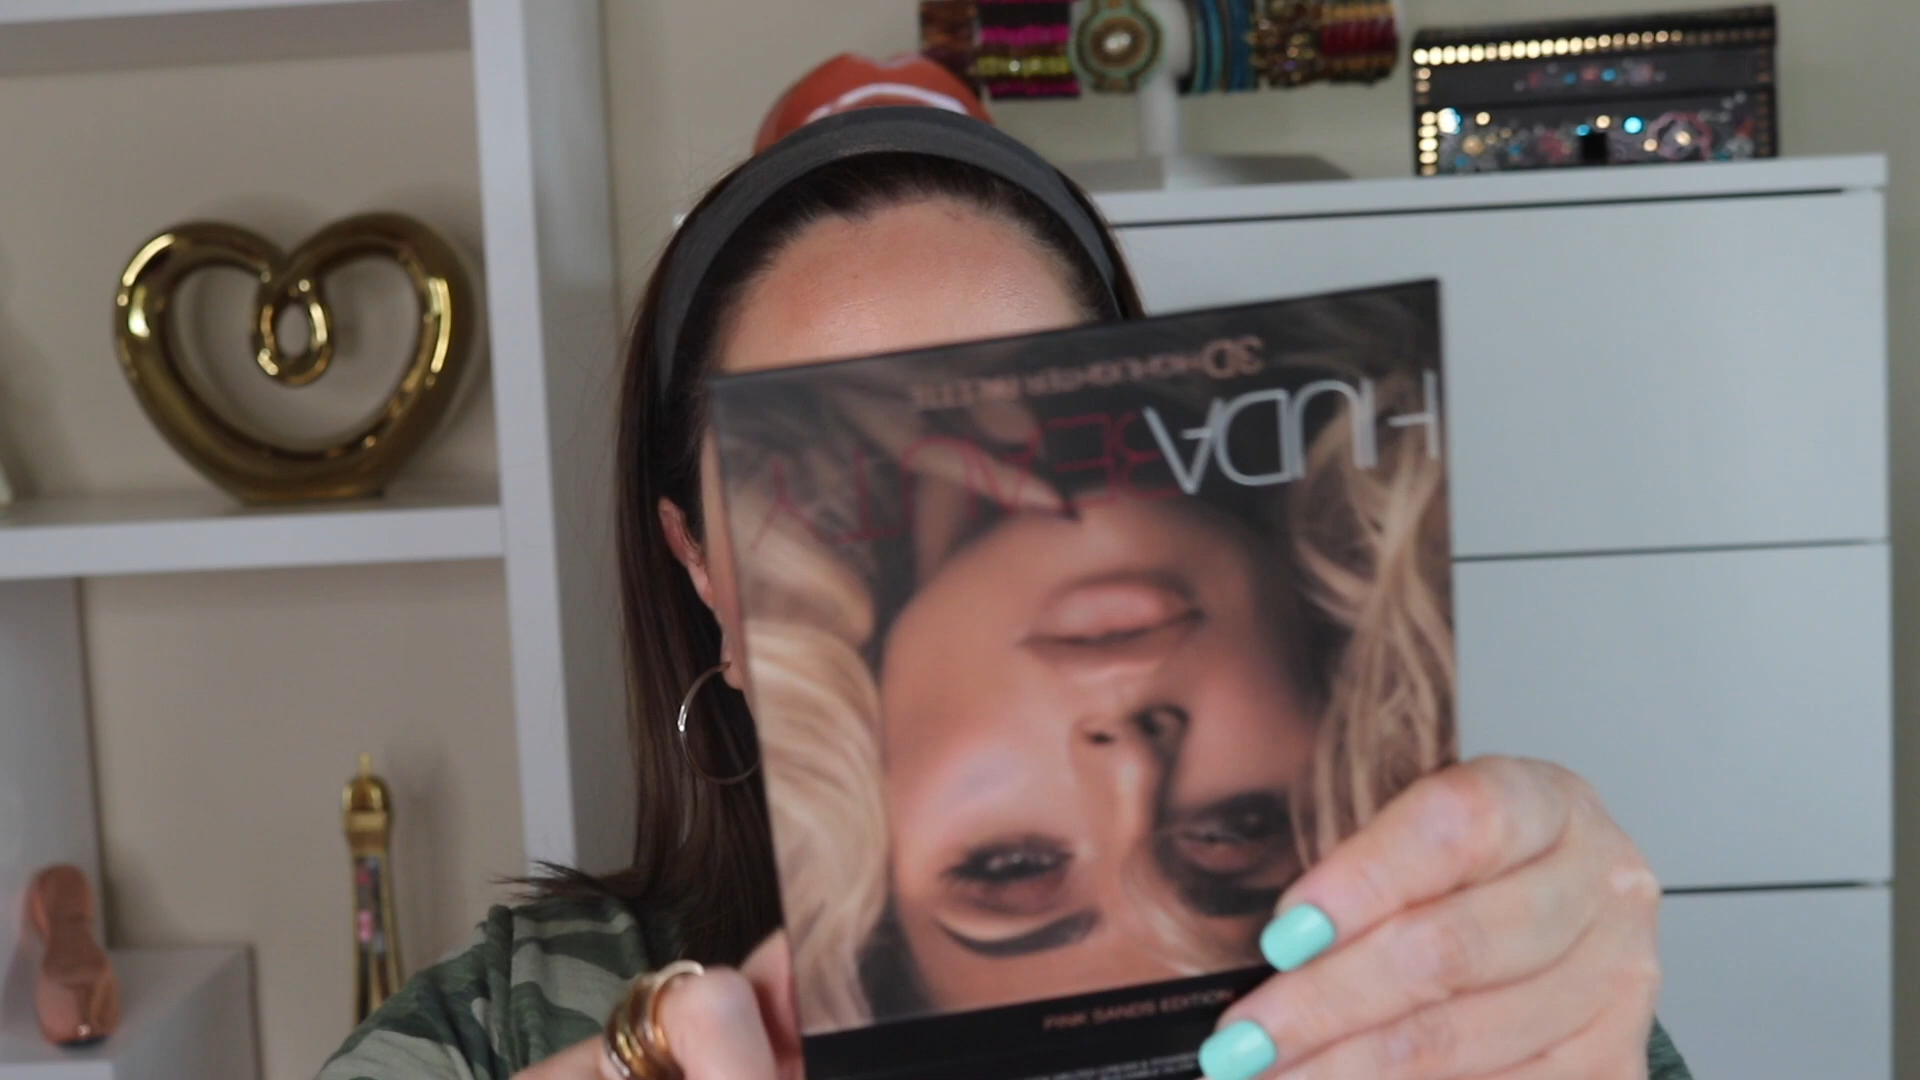 3D HIGHLIGHTER PALETTE
HUDA
BEAUTY
PINK SANDS EDITION